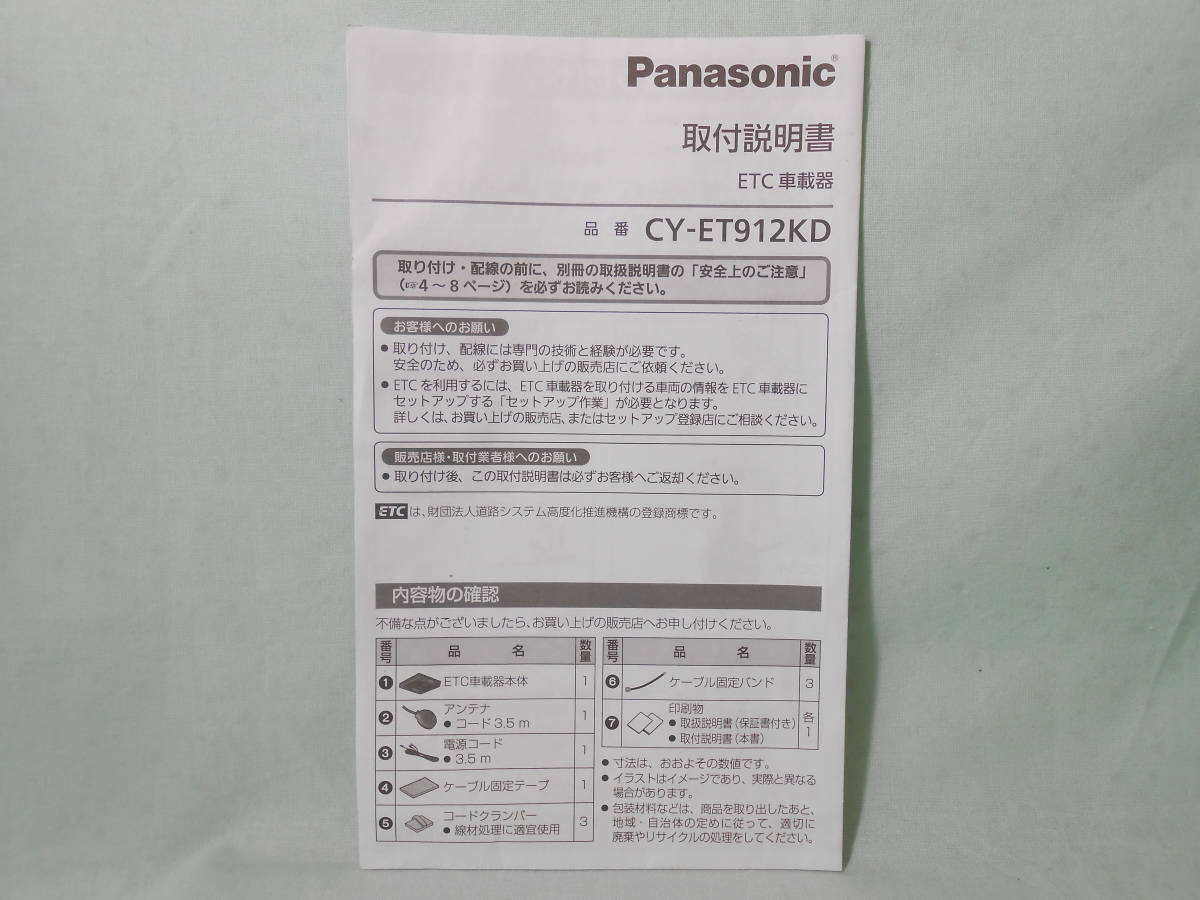 Panasonic®
取付説明書
ETC 車載器
品 番 CY-ET912KD
取り付け・配線の前に、別冊の取扱説明書の「安全上のご注意」
(☞4～8ページ)を必ずお読みください。
お客様へのお願い
● 取り付け、配線には専門の技術と経験が必要です。
安全のため、必ずお買い上げの販売店にご依頼ください。
● ETC を利用するには、ETC 車載器を取り付ける車両の情報を ETC 車載器に
セットアップする「セットアップ作業」が必要となります。
詳しくは、お買い上げの販売店、またはセットアップ登録店にご相談ください。
販売店様・取付業者様へのお願い
● 取り付け後、この取付説明書は必ずお客様へご返却ください。
ETC は、財団法人道路システム高度化推進機構の登録商標です。
内容物の確認
不備な点がございましたら、お買い上げの販売店へお申し付けください。
番号 品 名 数量
❶ ETC車載器本体 1
❷ アンテナ
● コード 3.5 m 1
❸ 電源コード
● 3.5 m 1
❹ ケーブル固定テープ 1
❺ コードクランパー
● 線材処理に適宜使用 3
番号 品 名 数量
❻ ケーブル固定バンド 3
❼ 印刷物
● 取扱説明書(保証書付き)
● 取付説明書(本書)
各1
● 寸法は、おおよその数値です。
● イラストはイメージであり、実際と異なる
場合があります。
● 包装材料などは、商品を取り出したあと、
地域・自治体の定めに従って、適切に
廃棄やリサイクルの処理をしてください。